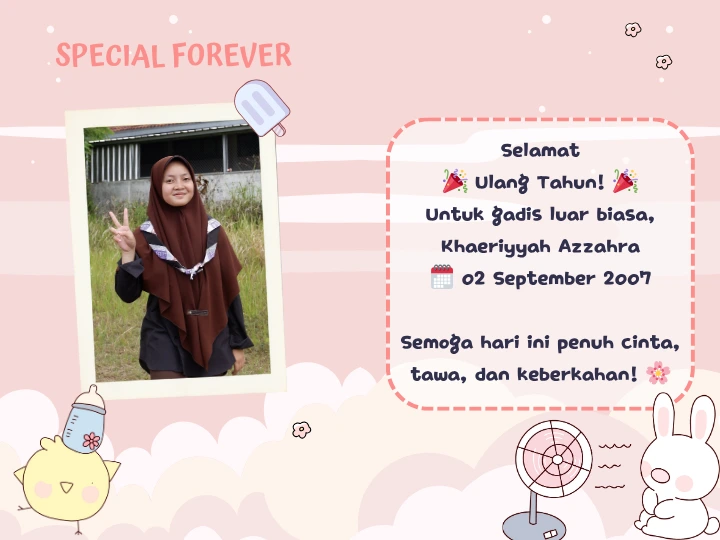 SPECIAL FOREVER
Selamat
🎉 Ulang Tahun! 🎉
Untuk gadis luar biasa,
Khaeriyyah Azzahra
📅 02 September 2007
Semoga hari ini penuh cinta,
tawa, dan keberkahan! 🌸